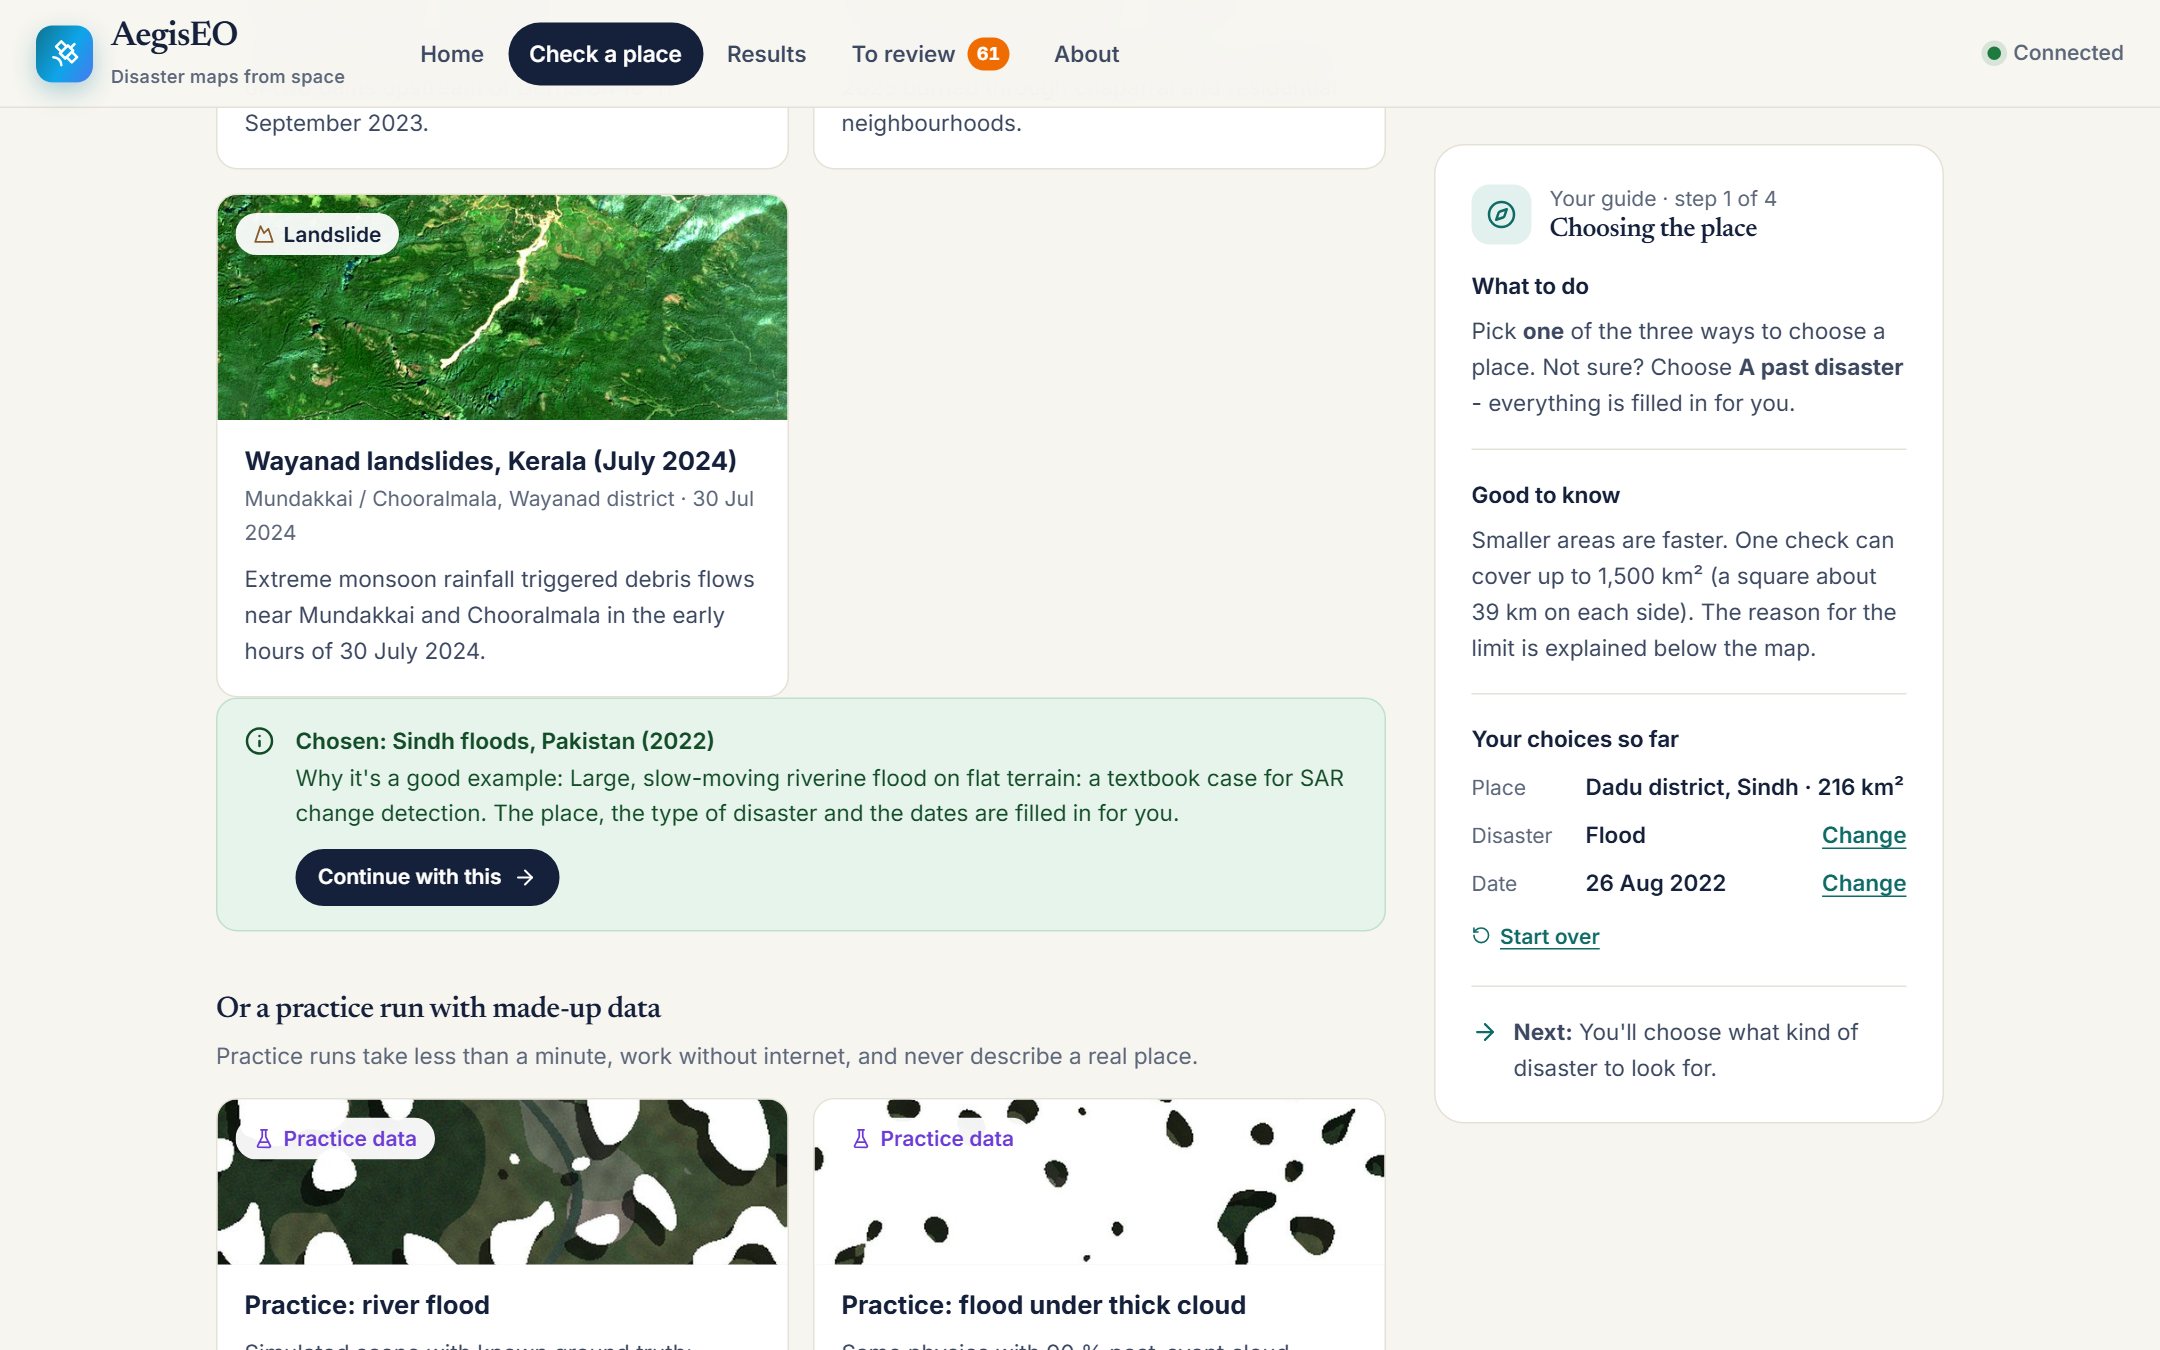 AegisEO
Disaster maps from space
Home
Check a place
Results
To review 61
About
Connected
September 2023.
neighbourhoods.
Landslide
Wayanad landslides, Kerala (July 2024)
Mundakkai / Chooralmala, Wayanad district · 30 Jul
2024
Extreme monsoon rainfall triggered debris flows
near Mundakkai and Chooralmala in the early
hours of 30 July 2024.
Chosen: Sindh floods, Pakistan (2022)
Why it's a good example: Large, slow-moving riverine flood on flat terrain: a textbook case for SAR
change detection. The place, the type of disaster and the dates are filled in for you.
Continue with this →
Or a practice run with made-up data
Practice runs take less than a minute, work without internet, and never describe a real place.
Practice data
Practice: river flood
Simulated scene with known ground truth:
Practice data
Practice: flood under thick cloud
Your guide · step 1 of 4
Choosing the place
What to do
Pick one of the three ways to choose a
place. Not sure? Choose A past disaster
- everything is filled in for you.
Good to know
Smaller areas are faster. One check can
cover up to 1,500 km² (a square about
39 km on each side). The reason for the
limit is explained below the map.
Your choices so far
Place Dadu district, Sindh · 216 km²
Disaster Flood Change
Date 26 Aug 2022 Change
Start over
→ Next: You'll choose what kind of
disaster to look for.